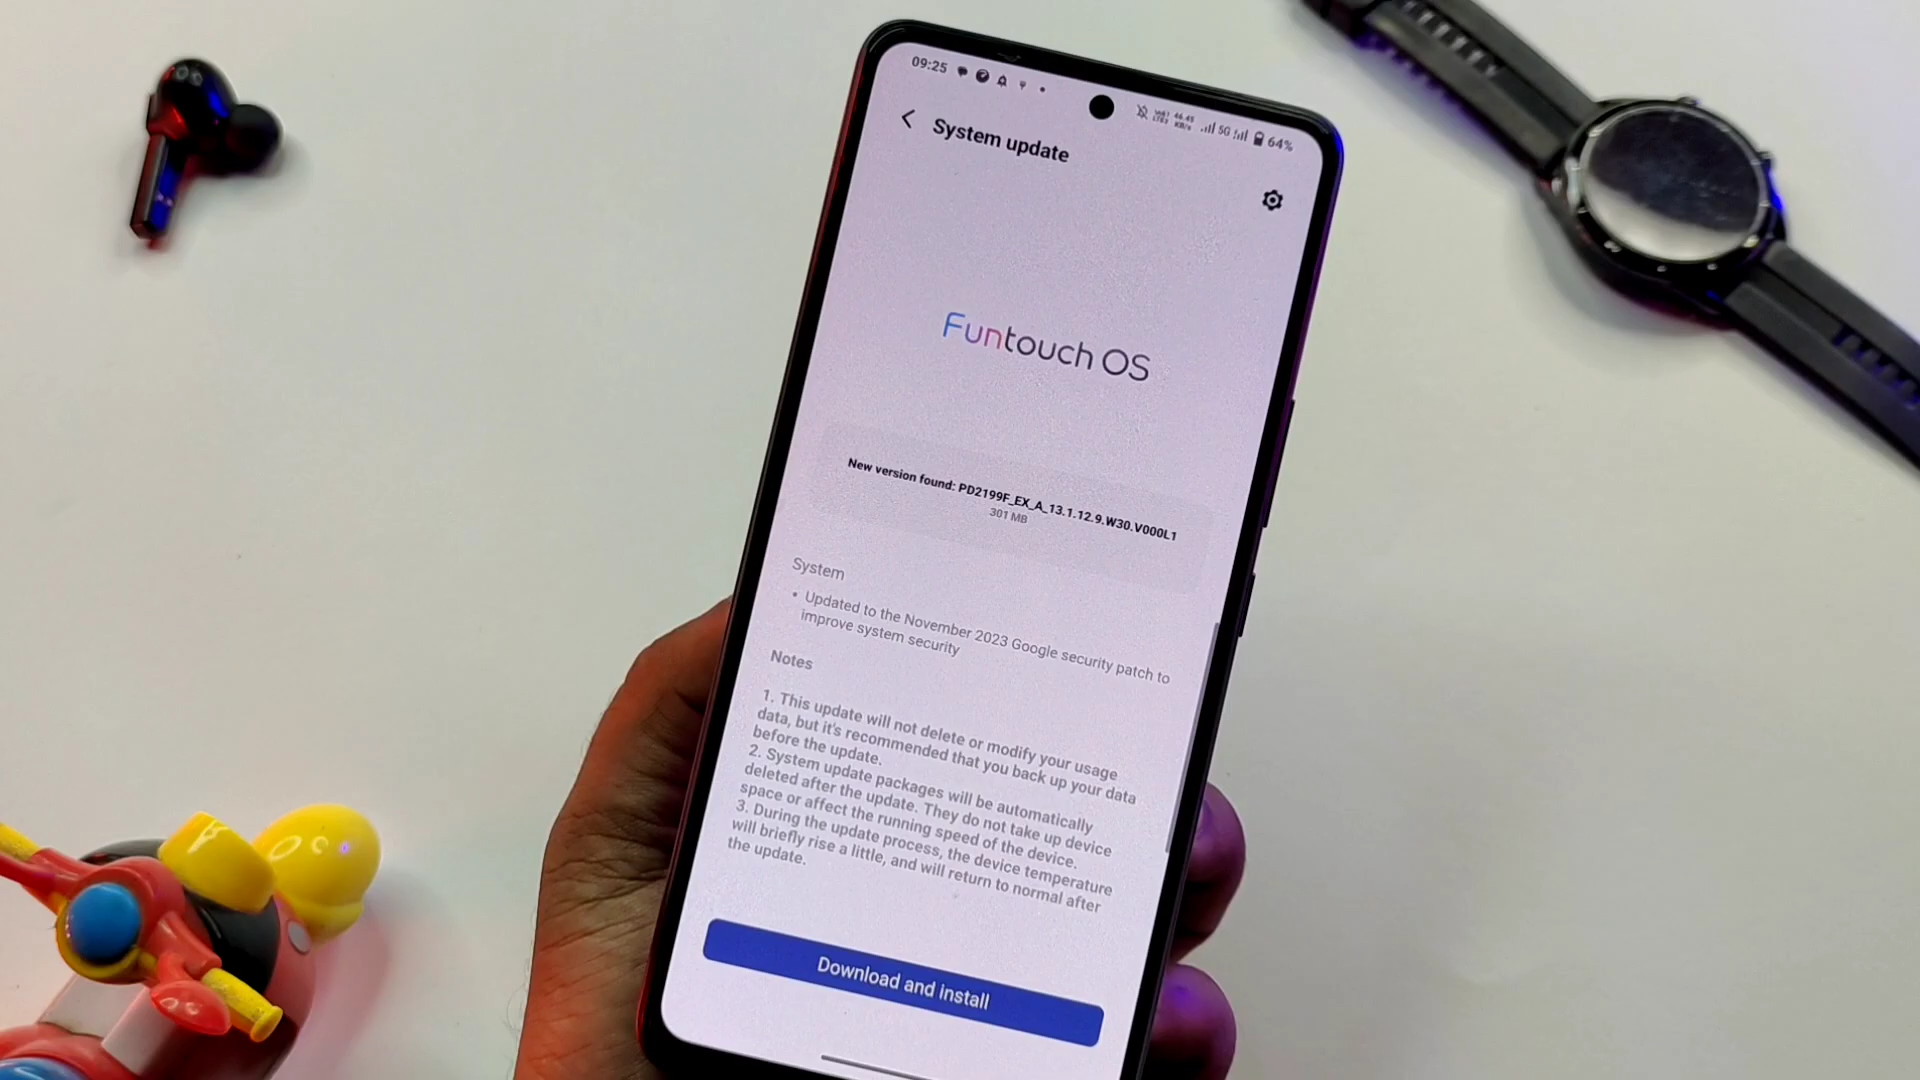 09:25
46.45
KB/s
5G
64%
System update
Funtouch OS
New version found: PD2199F_EX_A_13.1.12.9.W30.V000L1
301 MB
System
• Updated to the November 2023 Google security patch to
improve system security
Notes
1. This update will not delete or modify your usage
data, but it's recommended that you back up your data
before the update.
2. System update packages will be automatically
deleted after the update. They do not take up device
space or affect the running speed of the device.
3. During the update process, the device temperature
will briefly rise a little, and will return to normal after
the update.
Download and install